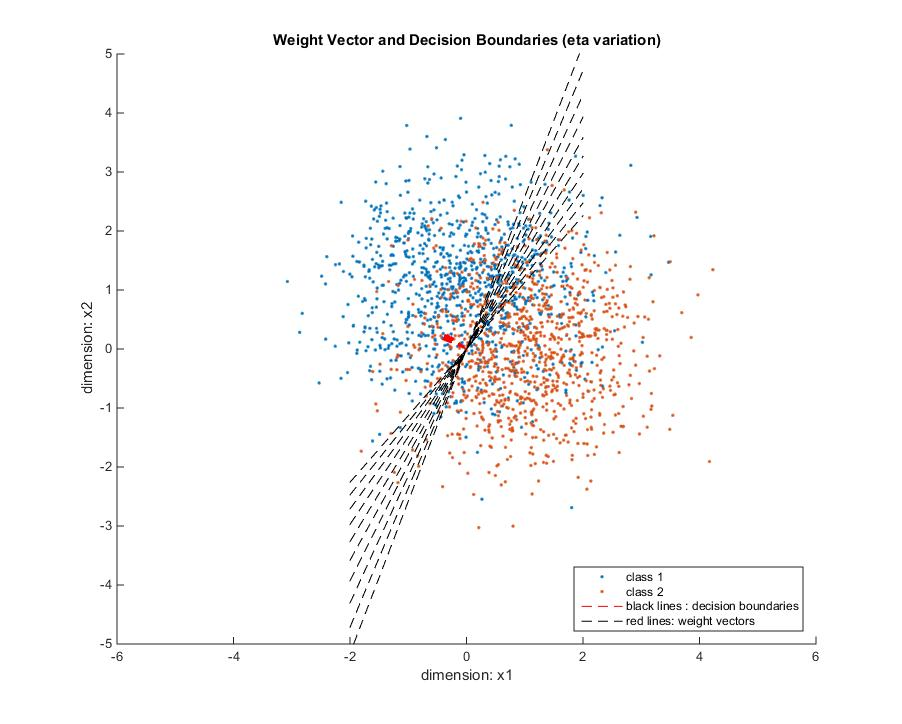 Weight Vector and Decision Boundaries (eta variation)
5
4
3
2
1
0
-1
-2
-3
-4
-5
dimension: x2
-6 -4 -2 0 2 4 6
dimension: x1
class 1
class 2
black lines : decision boundaries
red lines: weight vectors